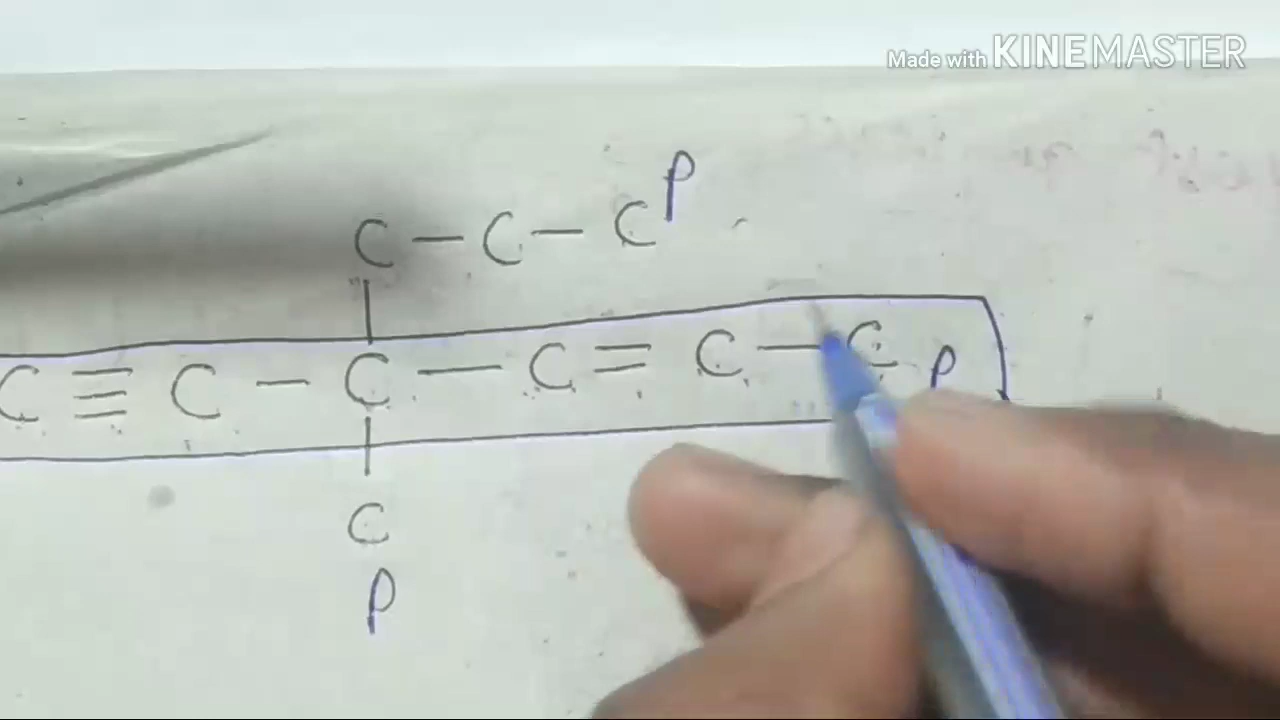 Made with KINEMASTER
P
C — C — C
C ≡ C — C — C = C — C
P
C
P